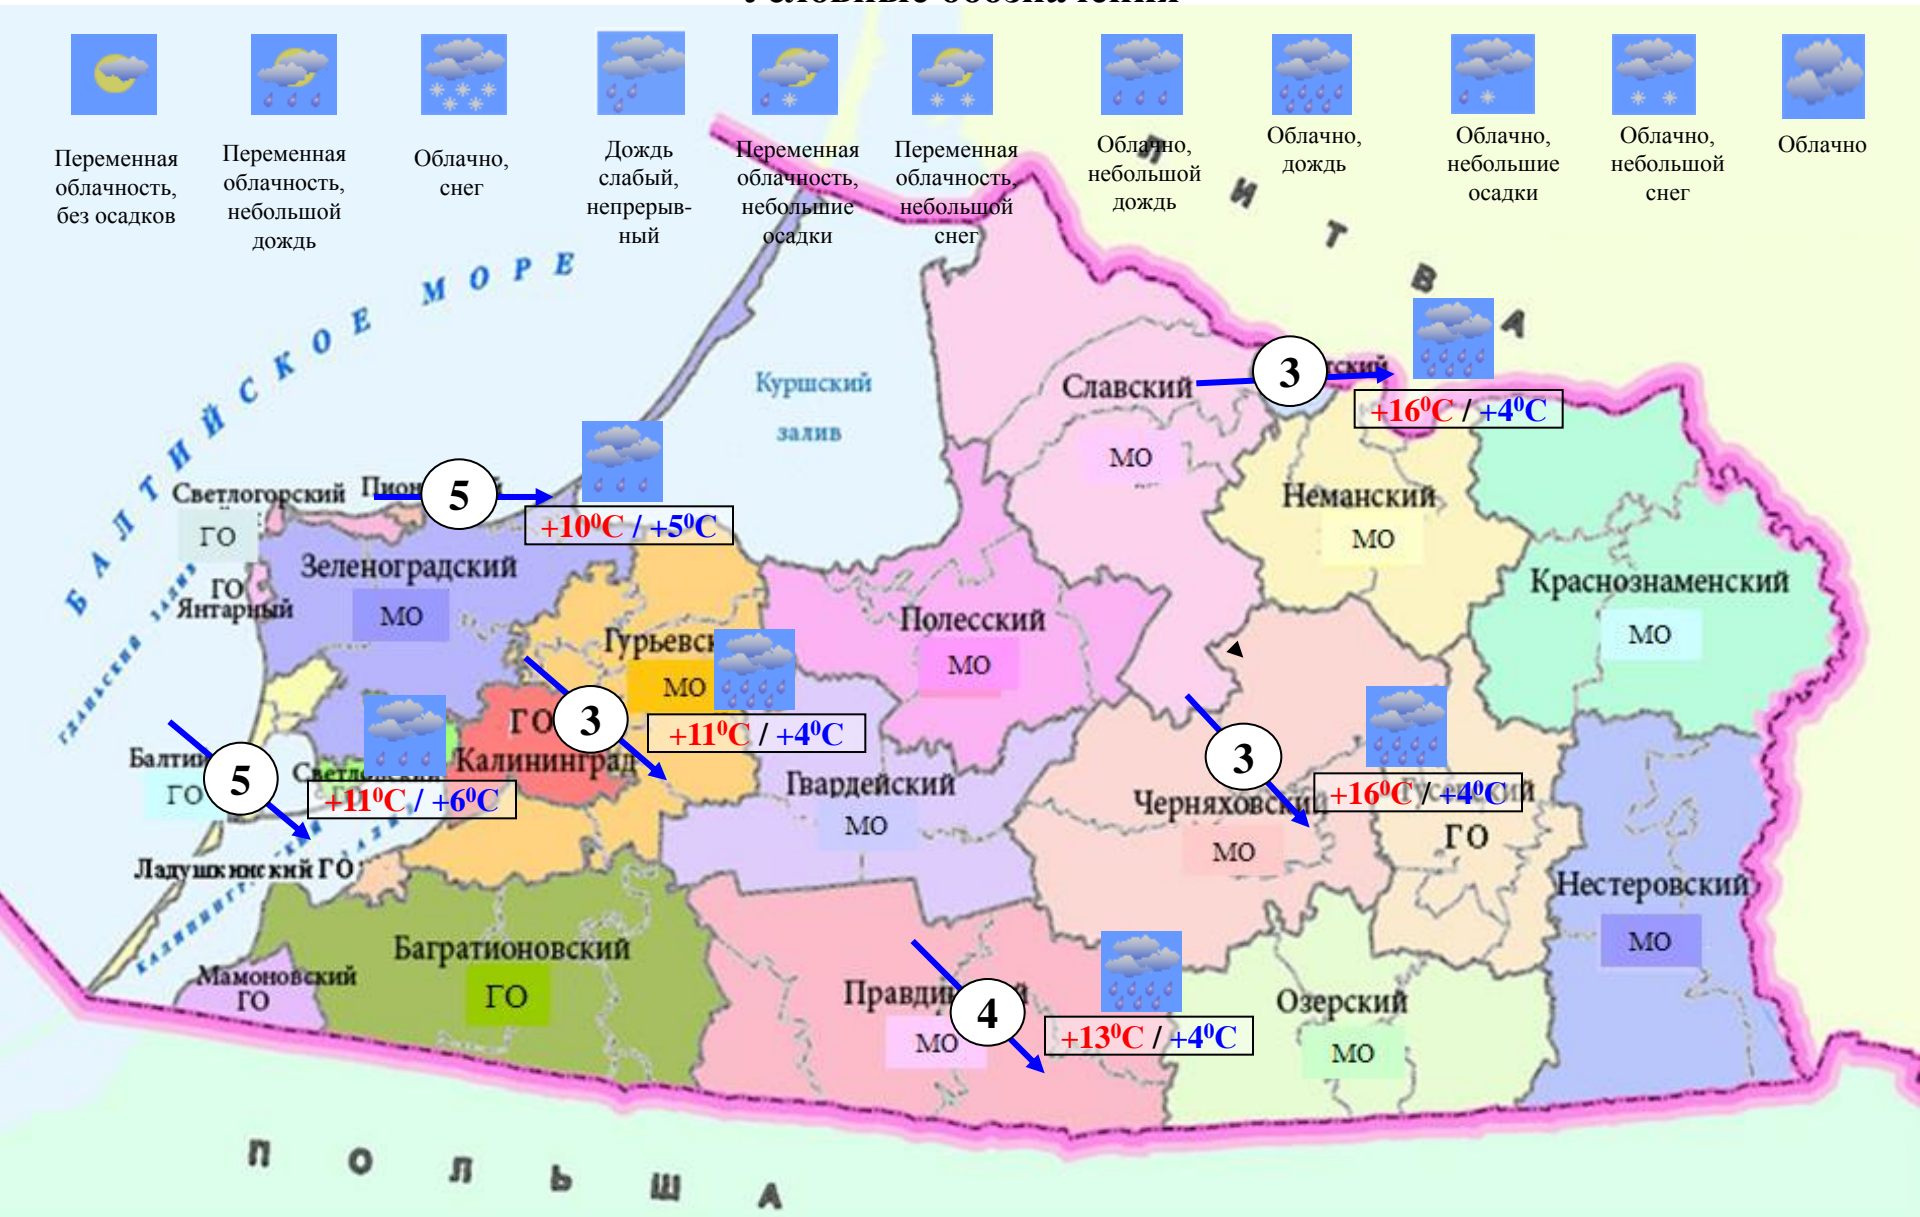 Условные обозначения
Переменная
облачность,
без осадков
Переменная
облачность,
небольшой
дождь
Облачно,
снег
Дождь
слабый,
непрерыв-
ный
Переменная
облачность,
небольшие
осадки
Переменная
облачность,
небольшой
снег
Облачно,
небольшой
дождь
Облачно,
дождь
Облачно,
небольшие
осадки
Облачно,
небольшой
снег
Облачно
ЛИТВА
БАЛТИЙСКОЕ МОРЕ
Куршский
залив
Славский
МО
3
+16⁰C / +4⁰C
Светлогорский
ГО
5
+10⁰C / +5⁰C
Неманский
МО
Зеленоградский
МО
ГО
Янтарный
Краснознаменский
МО
Полесский
МО
МО
3
+11⁰C / +4⁰C
ГО
Калининград
5
ГО
+11⁰C / +6⁰C
Гвардейский
МО
3
Черняховский
МО
+16⁰C / +4⁰C
ГО
Ладушкинский ГО
Нестеровский
МО
Багратионовский
ГО
Мамоновский
ГО
4
МО
+13⁰C / +4⁰C
Озерский
МО
ПОЛЬША